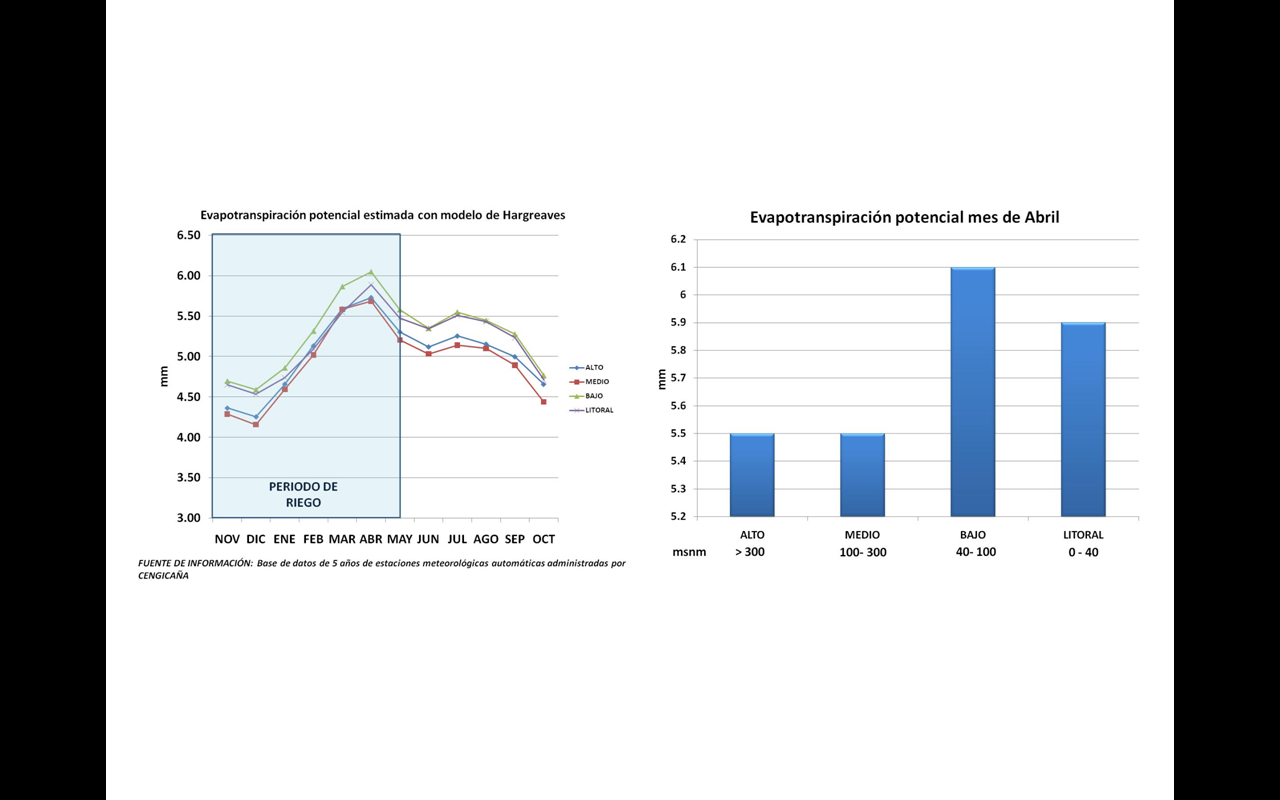 Evapotranspiración potencial estimada con modelo de Hargreaves
6.50
6.00
5.50
5.00
4.50
4.00
3.50
3.00
mm
PERIODO DE
RIEGO
NOV DIC ENE FEB MAR ABR MAY JUN JUL AGO SEP OCT
ALTO
MEDIO
BAJO
LITORAL
FUENTE DE INFORMACIÓN: Base de datos de 5 años de estaciones meteorológicas automáticas administradas por
CENGICAÑA
Evapotranspiración potencial mes de Abril
6.2
6.1
6
5.9
5.8
5.7
5.6
5.5
5.4
5.3
5.2
mm
ALTO MEDIO BAJO LITORAL
msnm > 300 100- 300 40- 100 0 - 40